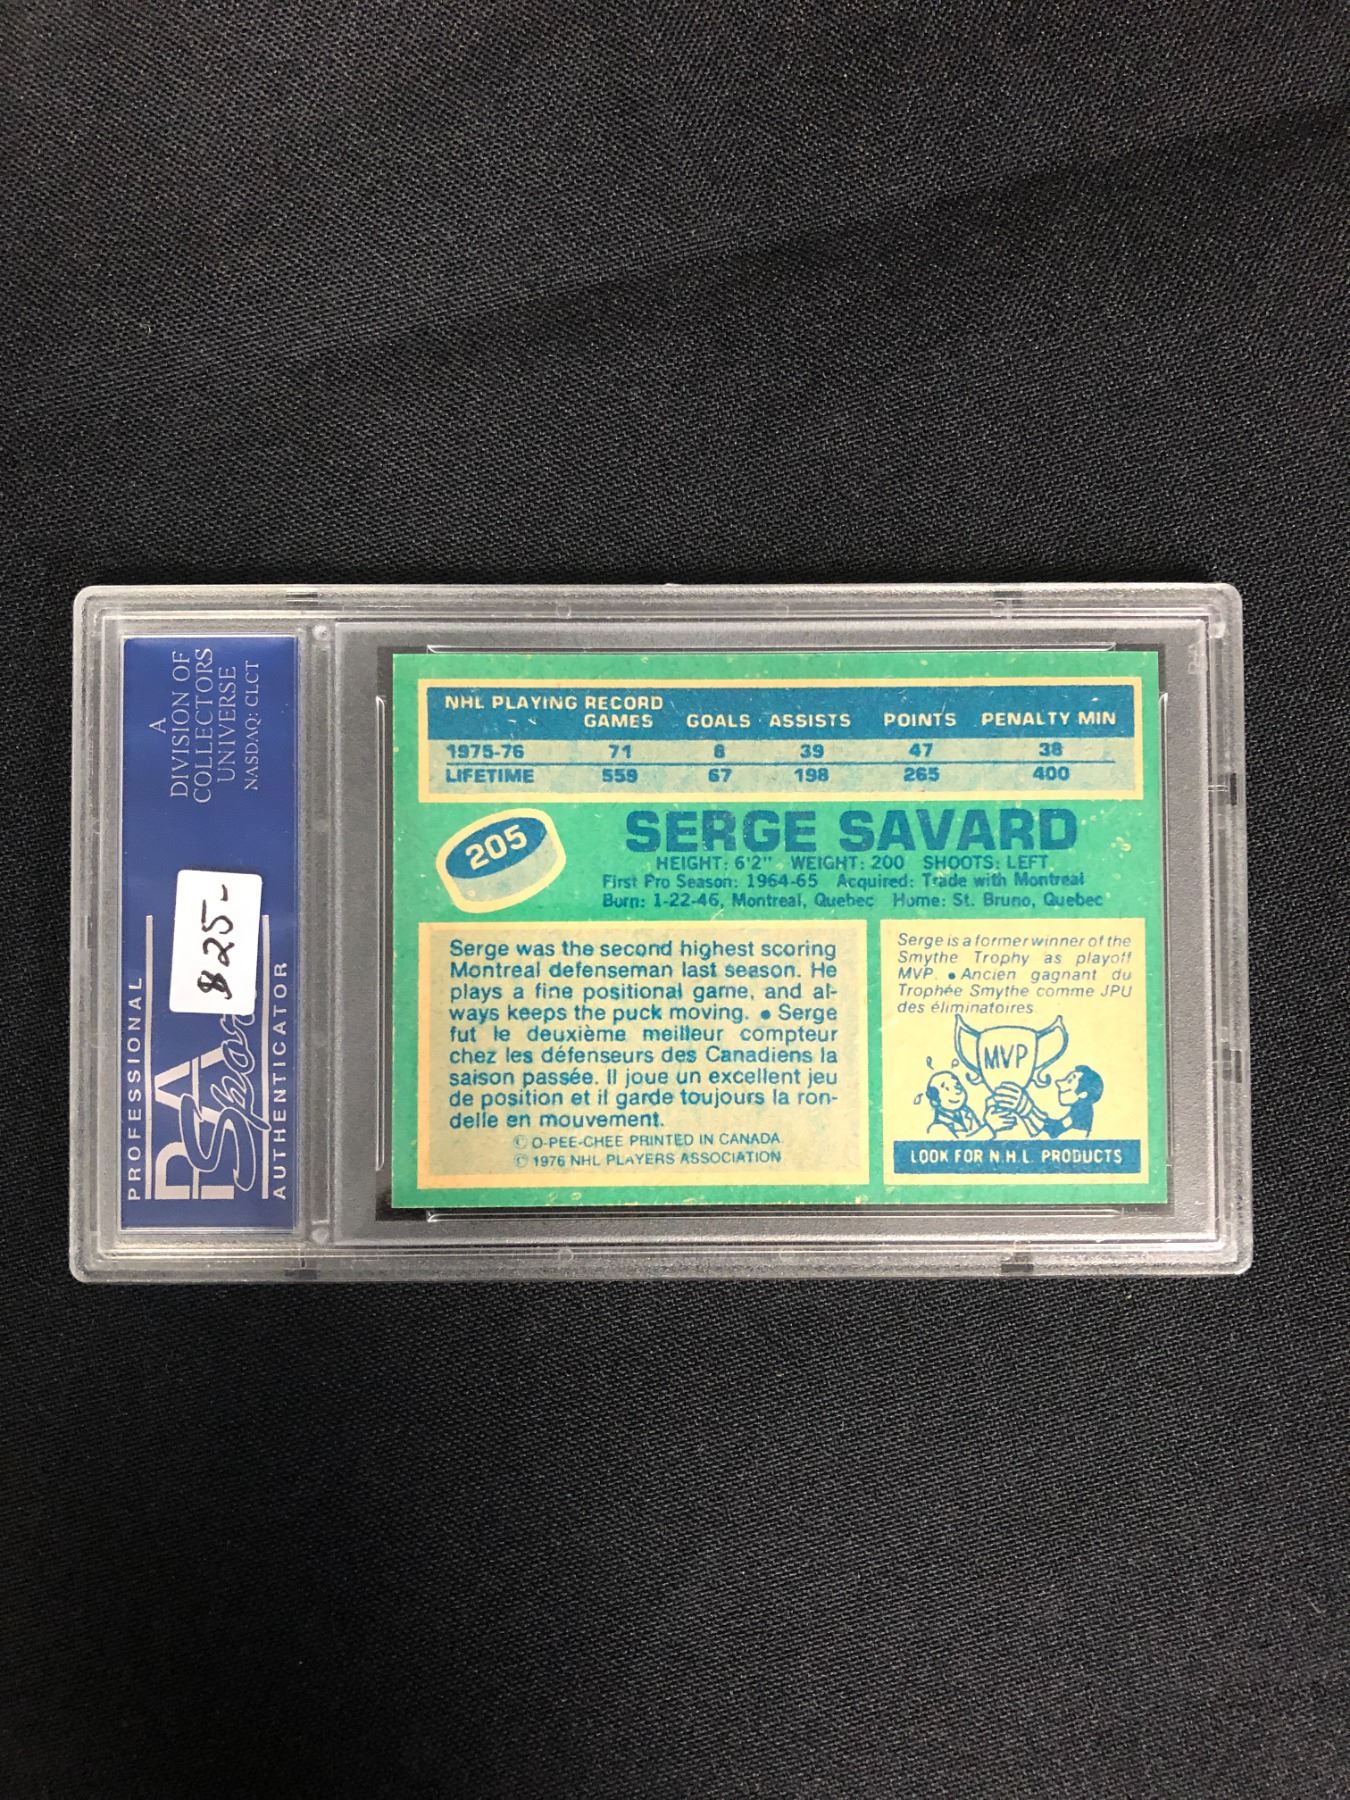 A
DIVISION OF
COLLECTORS
UNIVERSE
NASDAQ: CLCT
$25-
PROFESSIONAL
PSA
AUTHENTICATOR
NHL PLAYING RECORD
GAMES GOALS ASSISTS POINTS PENALTY MIN
1975-76 71 8 39 47 38
LIFETIME 559 67 198 265 400
205
SERGE SAVARD
HEIGHT: 6'2" WEIGHT: 200 SHOOTS: LEFT
First Pro Season: 1964-65 Acquired: Trade with Montreal
Born: 1-22-46, Montreal, Quebec Home: St. Bruno, Quebec
Serge was the second highest scoring
Montreal defenseman last season. He
plays a fine positional game, and al-
ways keeps the puck moving. • Serge
fut le deuxième meilleur compteur
chez les défenseurs des Canadiens la
saison passée. Il joue un excellent jeu
de position et il garde toujours la ron-
delle en mouvement.
© O-PEE-CHEE PRINTED IN CANADA
© 1976 NHL PLAYERS ASSOCIATION
Serge is a former winner of the
Smythe Trophy as playoff
MVP. • Ancien gagnant du
Trophée Smythe comme JPU
des éliminatoires
MVP
LOOK FOR N.H.L. PRODUCTS